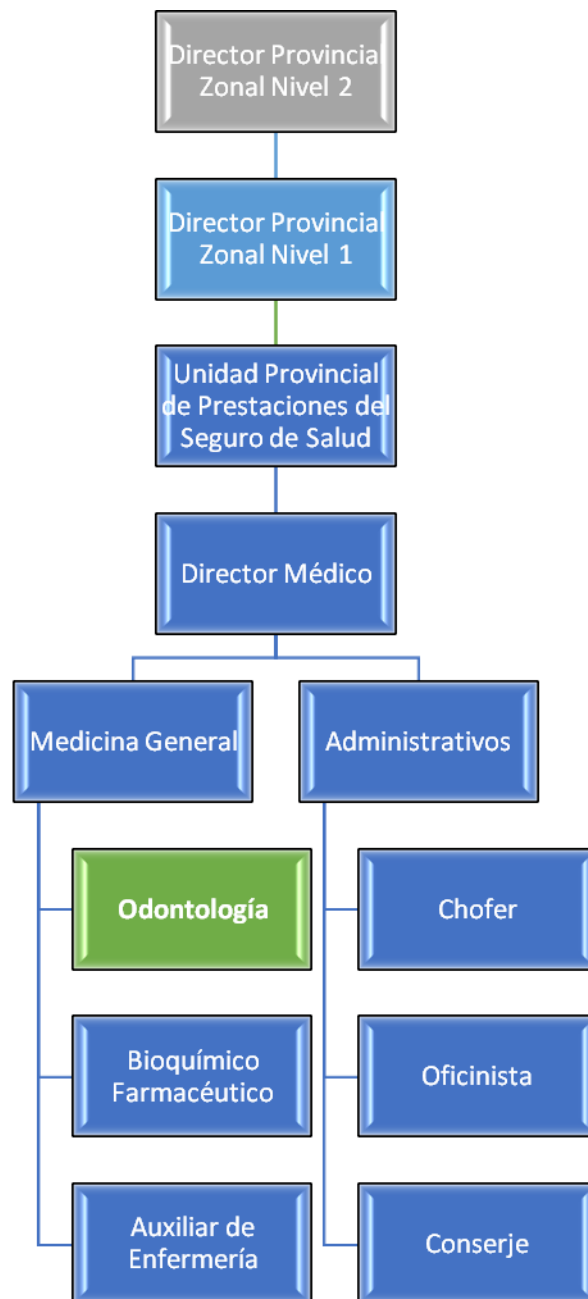 Director Provincial
Zonal Nivel 2
Director Provincial
Zonal Nivel 1
Unidad Provincial
de Prestaciones del
Seguro de Salud
Director Médico
Medicina General
Administrativos
Odontología
Chofer
Bioquímico
Farmacéutico
Oficinista
Auxiliar de
Enfermería
Conserje